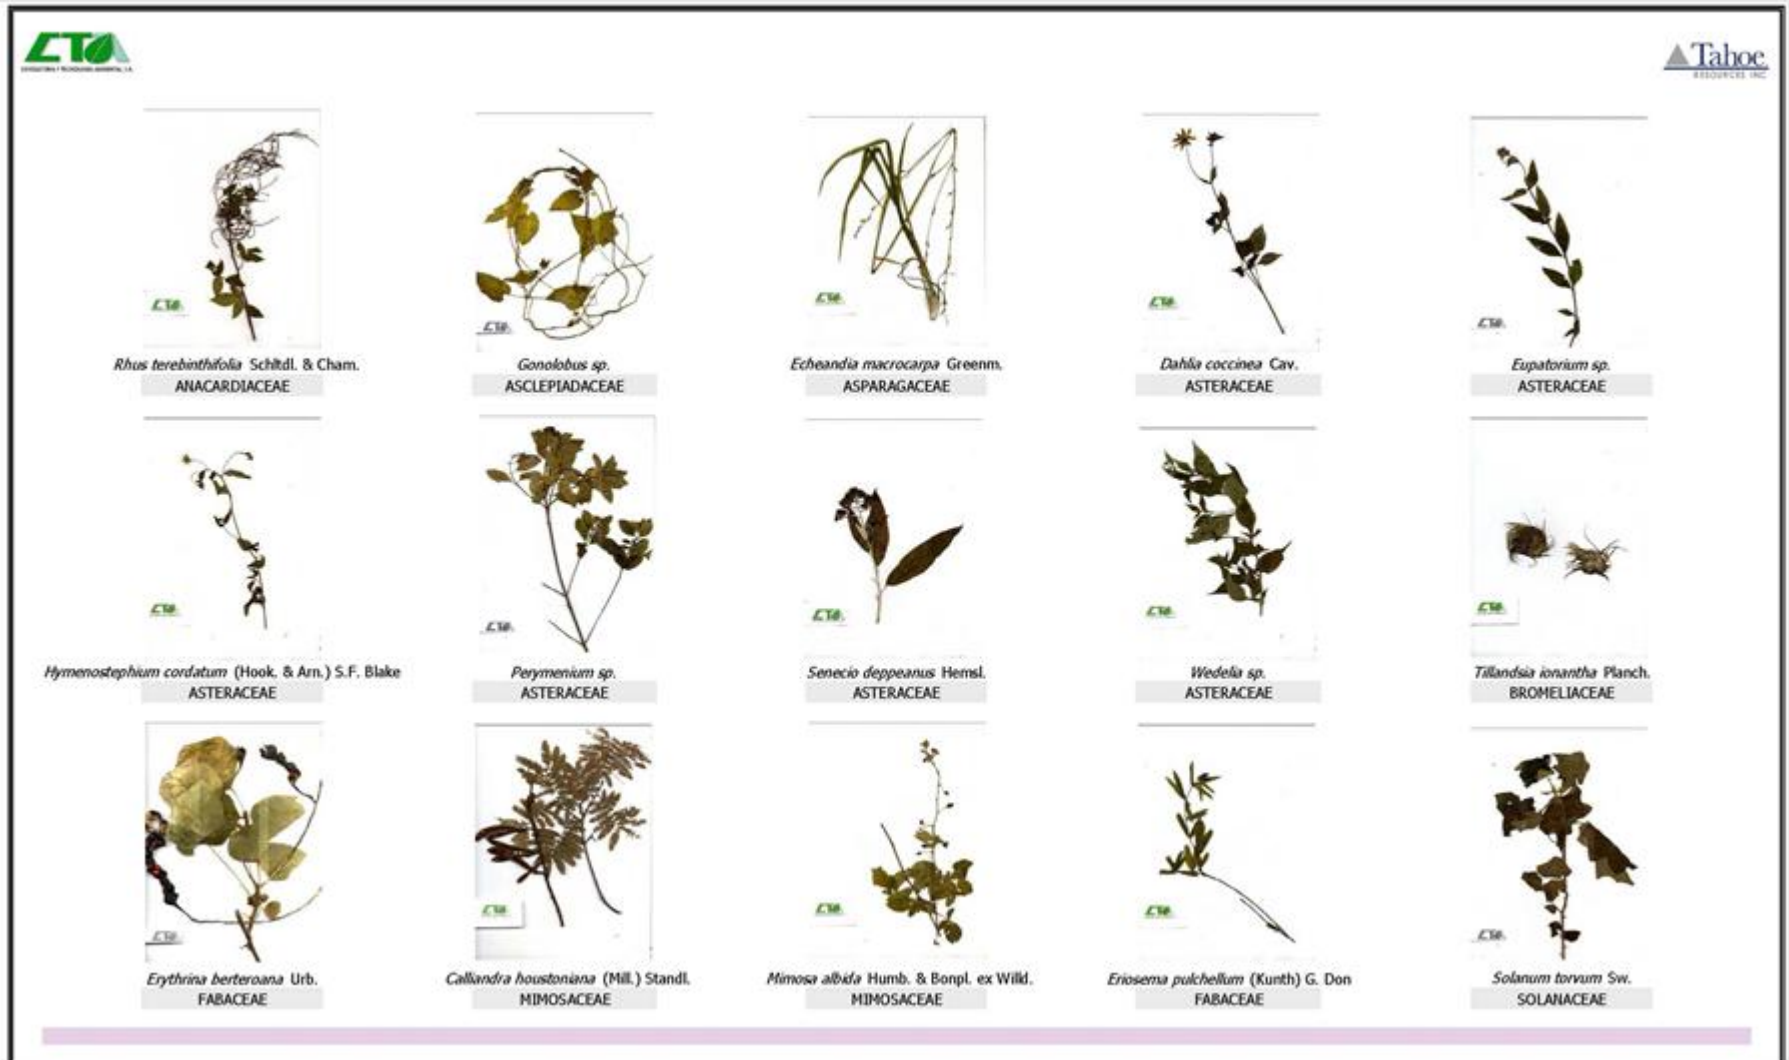 CTA
CONSULTORIA Y TECNOLOGIA AMBIENTAL, S.A.
Tahoe
RESOURCES INC
Rhus terebinthifolia Schltdl. & Cham.
ANACARDIACEAE
Gonolobus sp.
ASCLEPIADACEAE
Echeandia macrocarpa Greenm.
ASPARAGACEAE
Dahlia coccinea Cav.
ASTERACEAE
Eupatorium sp.
ASTERACEAE
Hymenostephium cordatum (Hook. & Arn.) S.F. Blake
ASTERACEAE
Perymenium sp.
ASTERACEAE
Senecio deppeanus Hemsl.
ASTERACEAE
Wedelia sp.
ASTERACEAE
Tillandsia ionantha Planch.
BROMELIACEAE
Erythrina berteroana Urb.
FABACEAE
Calliandra houstoniana (Mill.) Standl.
MIMOSACEAE
Mimosa albida Humb. & Bonpl. ex Willd.
MIMOSACEAE
Eriosema pulchellum (Kunth) G. Don
FABACEAE
Solanum torvum Sw.
SOLANACEAE